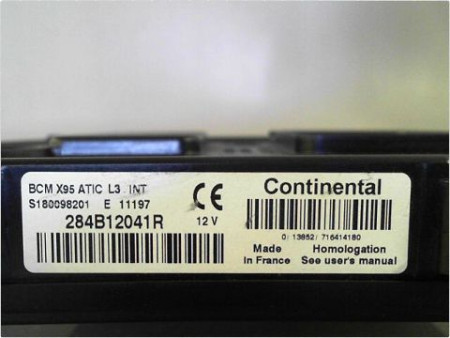 BCM X95 ATIC L3 INT
S180098201 E 11197
284B12041R
CE
12 V
Continental
0/13852/716414180
Made in France
Homologation See user's manual